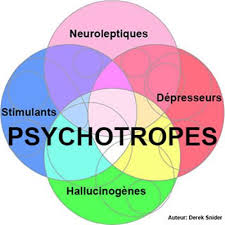 Neuroleptiques
Stimulants
Dépresseurs
PSYCHOTROPES
Hallucinogènes
Auteur: Derek Snider